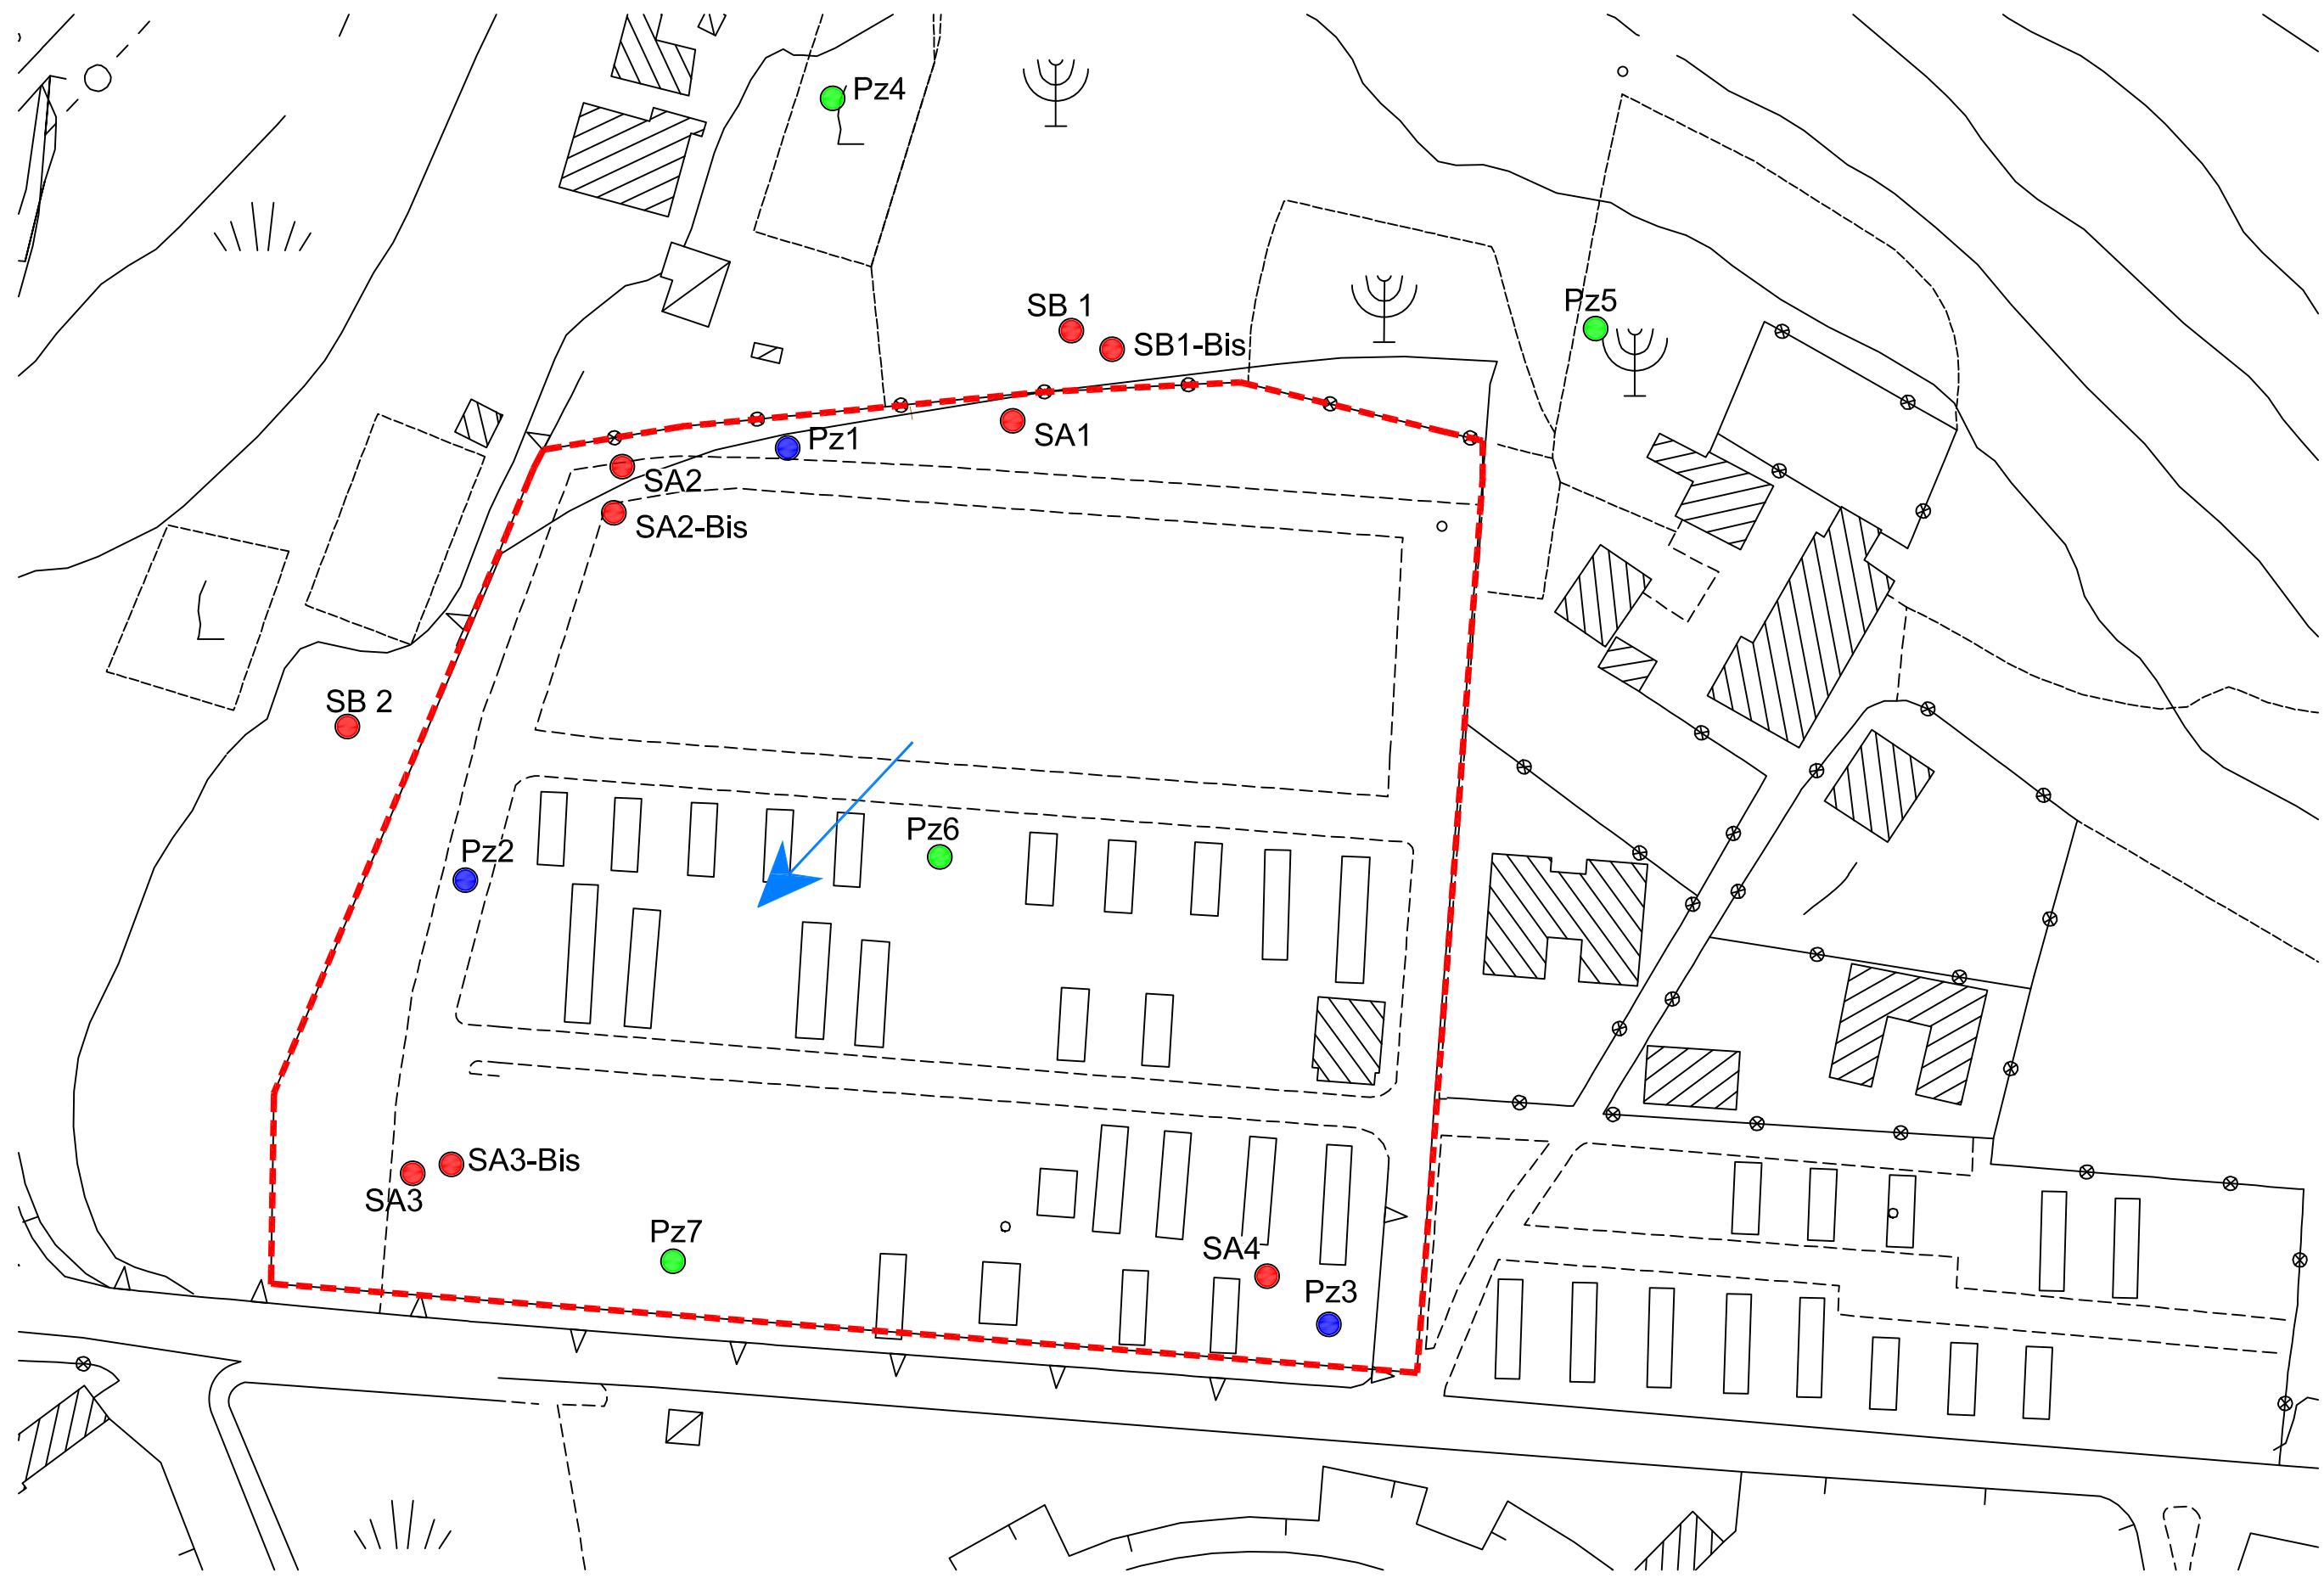 Pz4
SB 1
Pz5
SB1-Bis
Pz1
SA1
SA2
SA2-Bis
SB 2
Pz6
Pz2
SA3-Bis
SA3
Pz7
SA4
Pz3